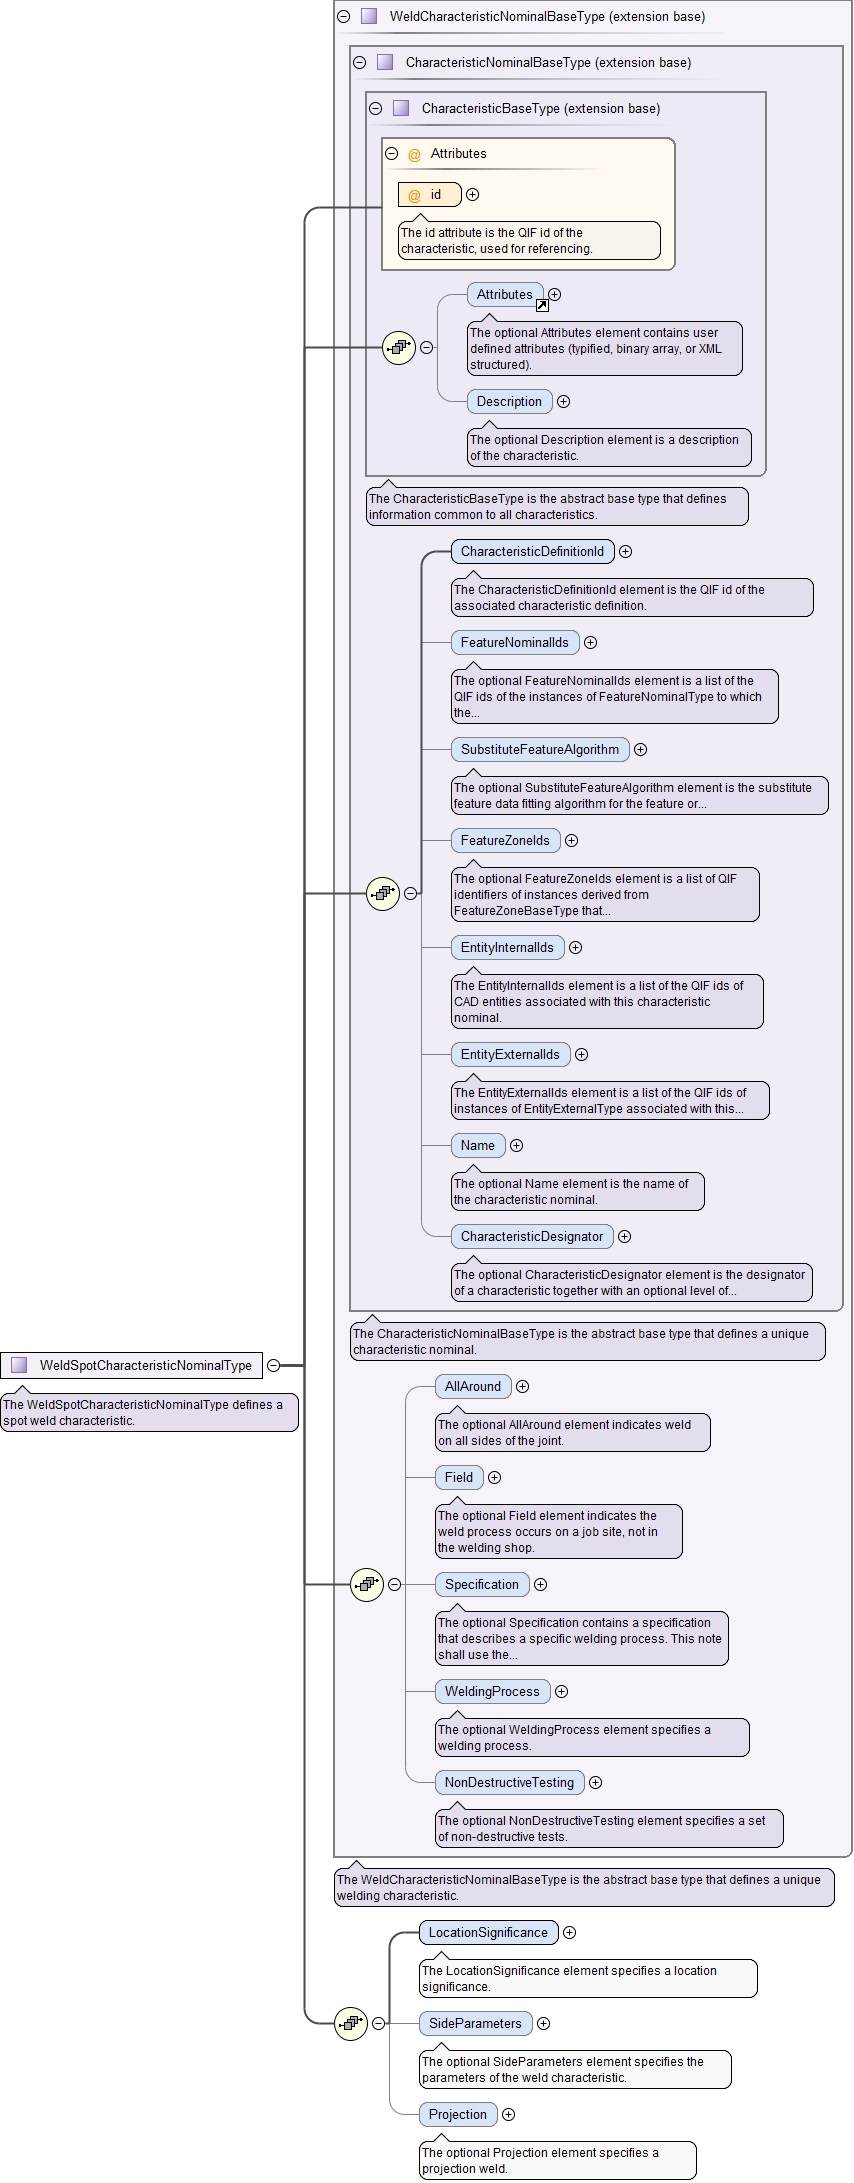 WeldCharacteristicNominalBaseType (extension base)
CharacteristicNominalBaseType (extension base)
CharacteristicBaseType (extension base)
@ Attributes
@ id
The id attribute is the QIF id of the
characteristic, used for referencing.
Attributes
The optional Attributes element contains user
defined attributes (typified, binary array, or XML
structured).
Description
The optional Description element is a description
of the characteristic.
The CharacteristicBaseType is the abstract base type that defines
information common to all characteristics.
CharacteristicDefinitionId
The CharacteristicDefinitionId element is the QIF id of the
associated characteristic definition.
FeatureNominalIds
The optional FeatureNominalIds element is a list of the
QIF ids of the instances of FeatureNominalType to which
the...
SubstituteFeatureAlgorithm
The optional SubstituteFeatureAlgorithm element is the substitute
feature data fitting algorithm for the feature or...
FeatureZoneIds
The optional FeatureZoneIds element is a list of QIF
identifiers of instances derived from
FeatureZoneBaseType that...
EntityInternalIds
The EntityInternalIds element is a list of the QIF ids of
CAD entities associated with this characteristic
nominal.
EntityExternalIds
The EntityExternalIds element is a list of the QIF ids of
instances of EntityExternalType associated with this...
Name
The optional Name element is the name of
the characteristic nominal.
CharacteristicDesignator
The optional CharacteristicDesignator element is the designator
of a characteristic together with an optional level of...
The CharacteristicNominalBaseType is the abstract base type that defines a unique
characteristic nominal.
WeldSpotCharacteristicNominalType
The WeldSpotCharacteristicNominalType defines a
spot weld characteristic.
AllAround
The optional AllAround element indicates weld
on all sides of the joint.
Field
The optional Field element indicates the
weld process occurs on a job site, not in
the welding shop.
Specification
The optional Specification contains a specification
that describes a specific welding process. This note
shall use the...
WeldingProcess
The optional WeldingProcess element specifies a
welding process.
NonDestructiveTesting
The optional NonDestructiveTesting element specifies a set
of non-destructive tests.
The WeldCharacteristicNominalBaseType is the abstract base type that defines a unique
welding characteristic.
LocationSignificance
The LocationSignificance element specifies a location
significance.
SideParameters
The optional SideParameters element specifies the
parameters of the weld characteristic.
Projection
The optional Projection element specifies a
projection weld.